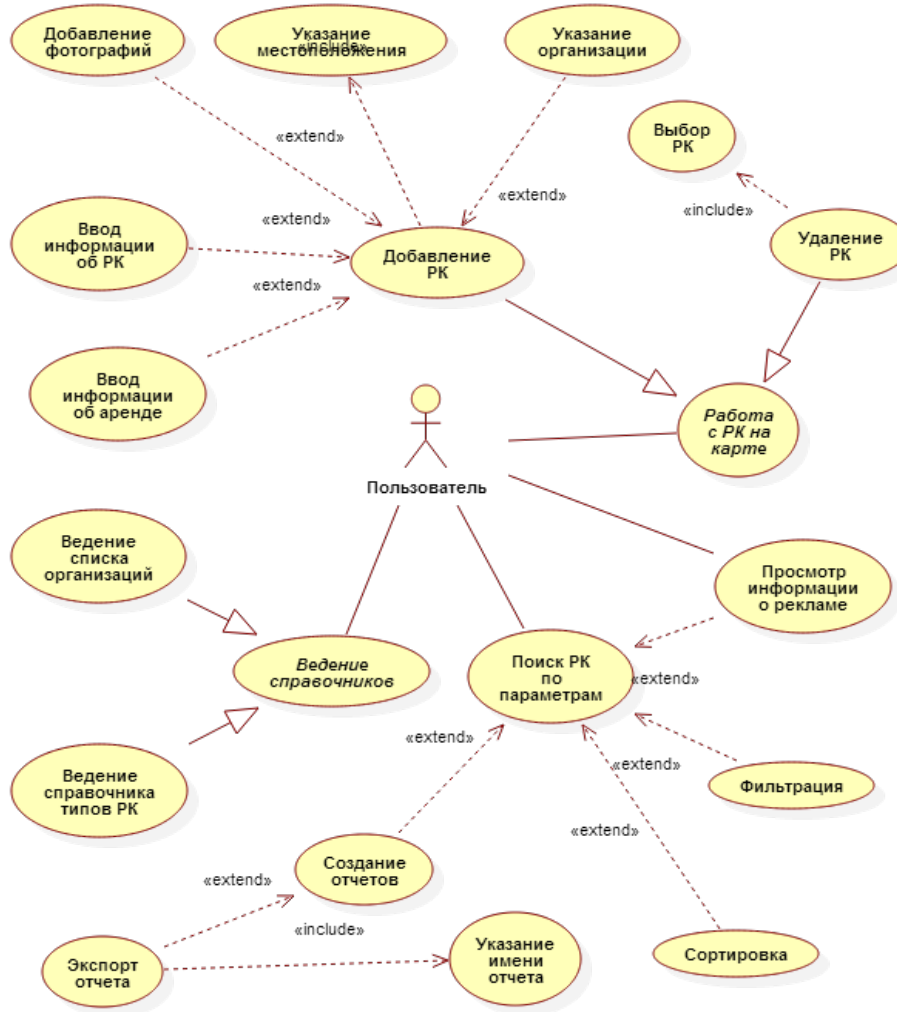 Добавление
фотографий
Указание
местоположения
«include»
Указание
организации
Выбор
РК
«extend»
«extend»
«include»
Ввод
информации
об РК
«extend»
Добавление
РК
Удаление
РК
«extend»
Ввод
информации
об аренде
Работа
с РК на
карте
Пользователь
Ведение
списка
организаций
Просмотр
информации
о рекламе
Ведение
справочников
Поиск РК
по
параметрам
«extend»
«extend»
«extend»
Ведение
справочника
типов РК
Фильтрация
«extend»
Создание
отчетов
«extend»
«include»
Экспорт
отчета
Указание
имени
отчета
Сортировка